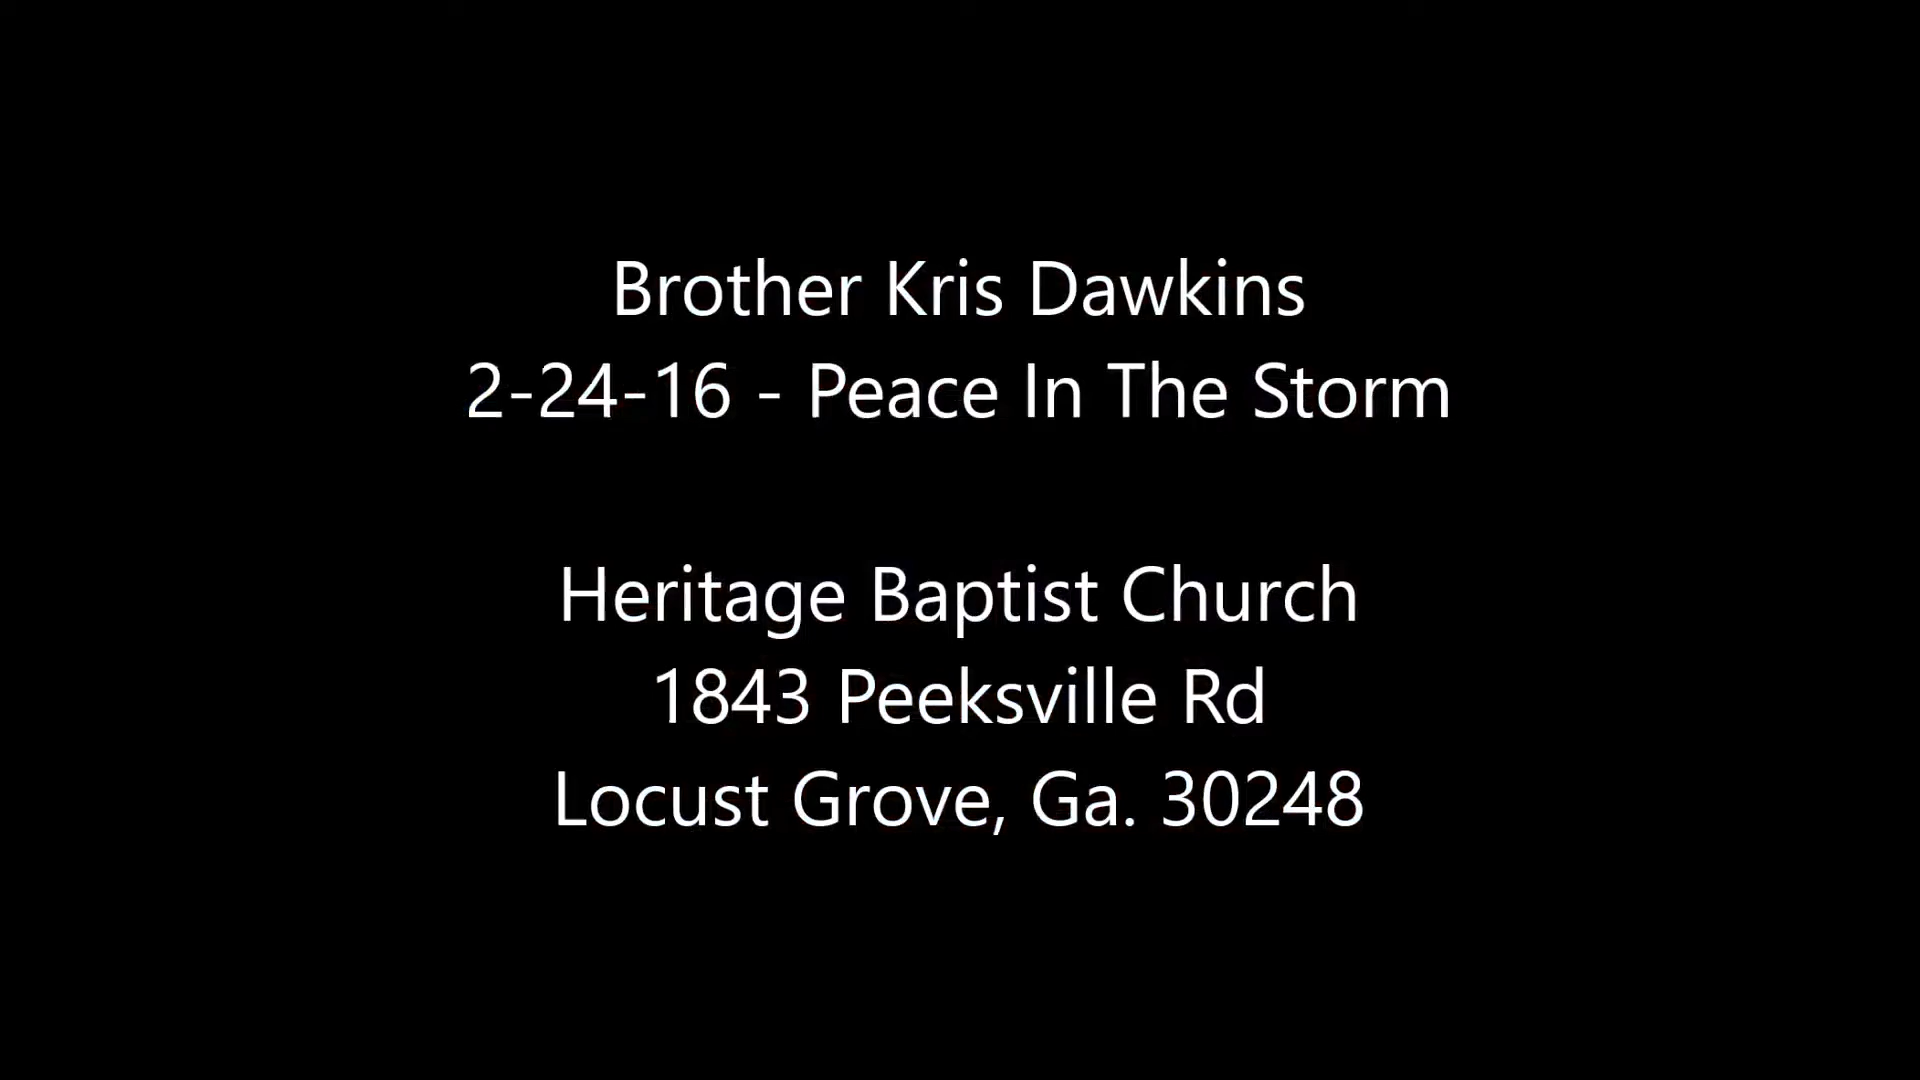 Brother Kris Dawkins
2-24-16 - Peace In The Storm
Heritage Baptist Church
1843 Peeksville Rd
Locust Grove, Ga. 30248